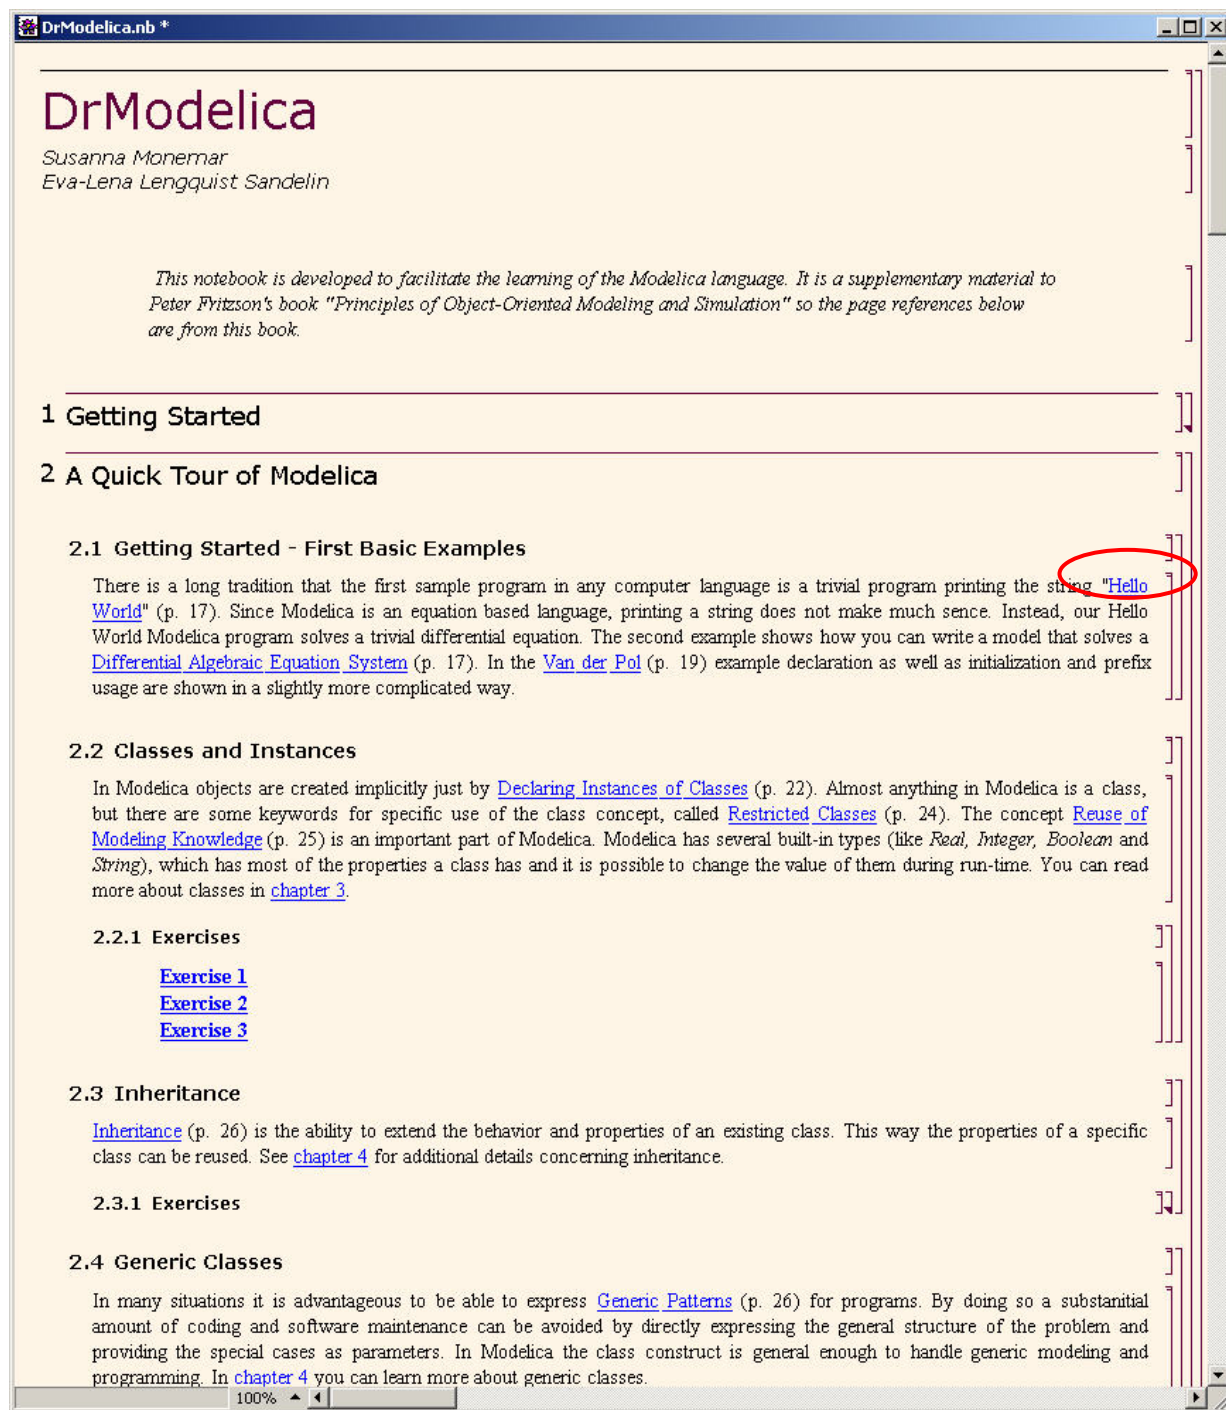 DrModelica.nb *
DrModelica
Susanna Monemar
Eva-Lena Lengquist Sandelin
This notebook is developed to facilitate the learning of the Modelica language. It is a supplementary material to
Peter Fritzson's book "Principles of Object-Oriented Modeling and Simulation" so the page references below
are from this book.
1 Getting Started
2 A Quick Tour of Modelica
2.1 Getting Started - First Basic Examples
There is a long tradition that the first sample program in any computer language is a trivial program printing the string "Hello
World" (p. 17). Since Modelica is an equation based language, printing a string does not make much sence. Instead, our Hello
World Modelica program solves a trivial differential equation. The second example shows how you can write a model that solves a
Differential Algebraic Equation System (p. 17). In the Van der Pol (p. 19) example declaration as well as initialization and prefix
usage are shown in a slightly more complicated way.
2.2 Classes and Instances
In Modelica objects are created implicitly just by Declaring Instances of Classes (p. 22). Almost anything in Modelica is a class,
but there are some keywords for specific use of the class concept, called Restricted Classes (p. 24). The concept Reuse of
Modeling Knowledge (p. 25) is an important part of Modelica. Modelica has several built-in types (like Real, Integer, Boolean and
String), which has most of the properties a class has and it is possible to change the value of them during run-time. You can read
more about classes in chapter 3.
2.2.1 Exercises
Exercise 1
Exercise 2
Exercise 3
2.3 Inheritance
Inheritance (p. 26) is the ability to extend the behavior and properties of an existing class. This way the properties of a specific
class can be reused. See chapter 4 for additional details concerning inheritance.
2.3.1 Exercises
2.4 Generic Classes
In many situations it is advantageous to be able to express Generic Patterns (p. 26) for programs. By doing so a substanitial
amount of coding and software maintenance can be avoided by directly expressing the general structure of the problem and
providing the special cases as parameters. In Modelica the class construct is general enough to handle generic modeling and
programming. In chapter 4 you can learn more about generic classes.
100%